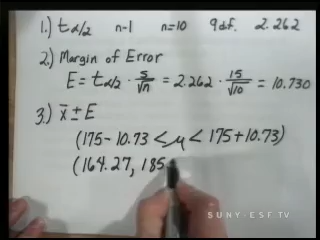 1.) tα/2 n-1 n=10 9 d.f. 2.262
2.) Margin of Error
E = tα/2 · s/√n = 2.262 · 15/√10 = 10.730
3.) x̄ ± E
(175-10.73 < μ < 175+10.73)
(164.27, 185
SUNY-ESF TV